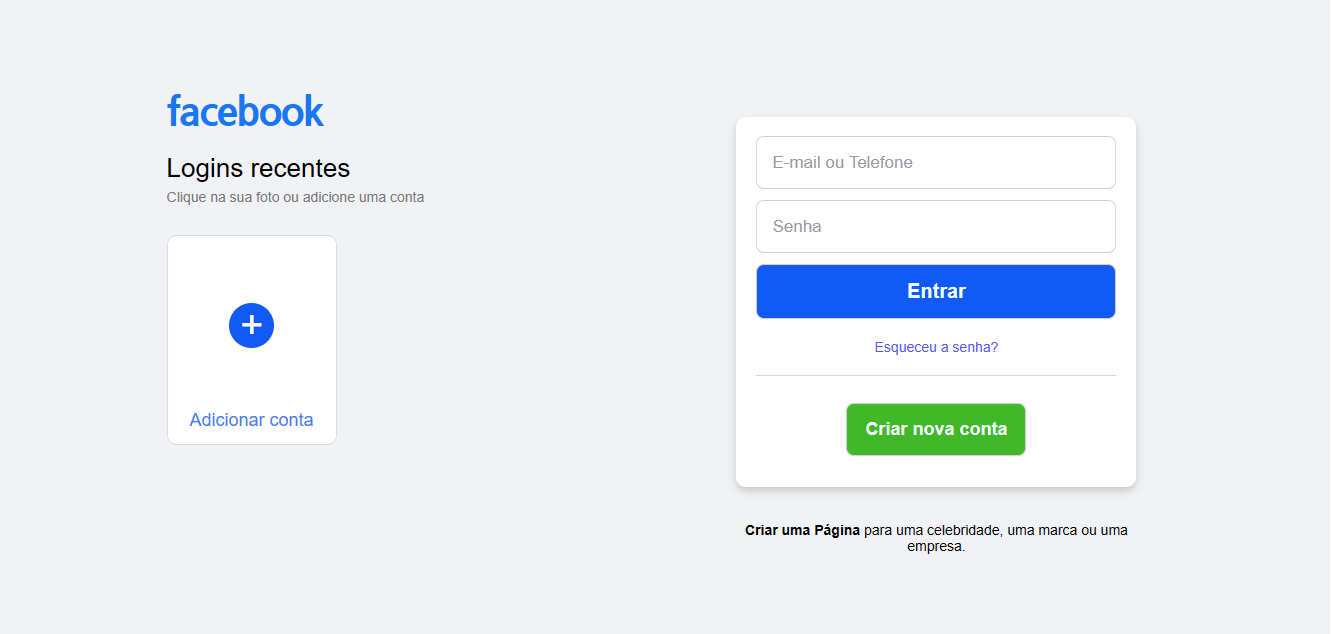 facebook
Logins recentes
Clique na sua foto ou adicione uma conta
Adicionar conta
E-mail ou Telefone
Senha
Entrar
Esqueceu a senha?
Criar nova conta
Criar uma Página para uma celebridade, uma marca ou uma
empresa.